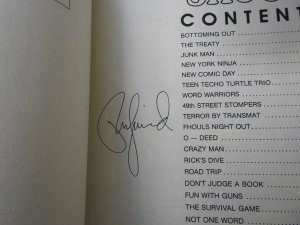 CONTENT
BOTTOMING OUT
THE TREATY
JUNK MAN
NEW YORK NINJA
NEW COMIC DAY
TEEN TECHO TURTLE TRIO
WORD WARRIORS
49th STREET STOMPERS
TERROR BY TRANSMAT
FHOULS NIGHT OUT
O — DEED
CRAZY MAN
RICK'S DIVE
ROAD TRIP
DON'T JUDGE A BOOK
FUN WITH GUNS
THE SURVIVAL GAME
NOT ONE WORD